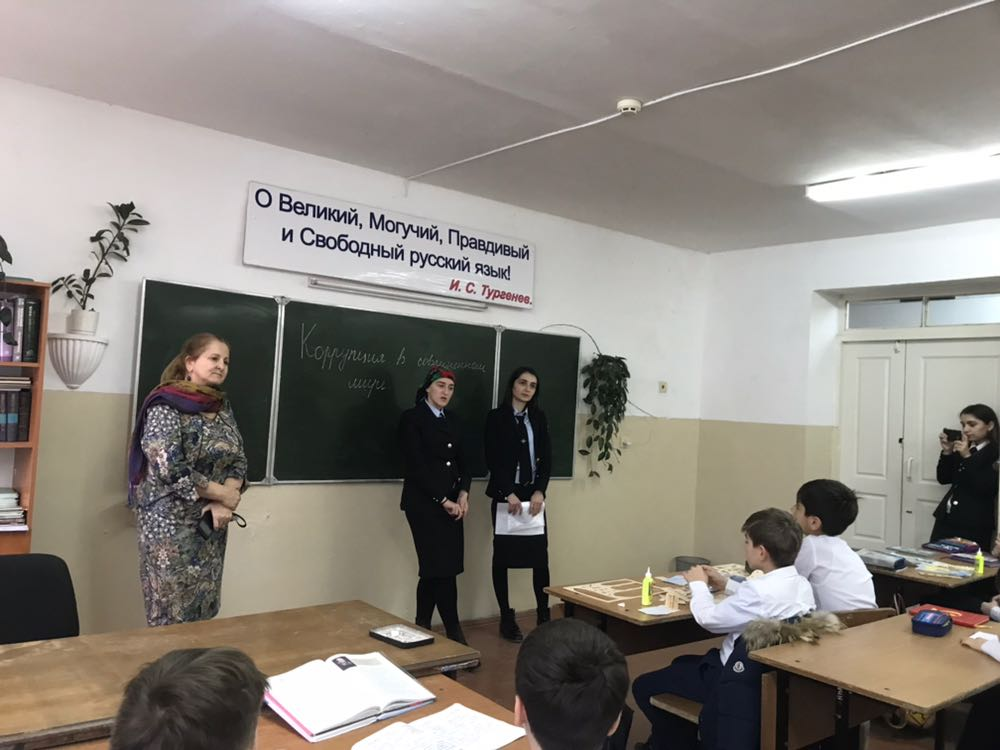 О Великий, Могучий, Правдивый
и Свободный русский язык!
И. С. Тургенев.
Коррупция в современном
мире